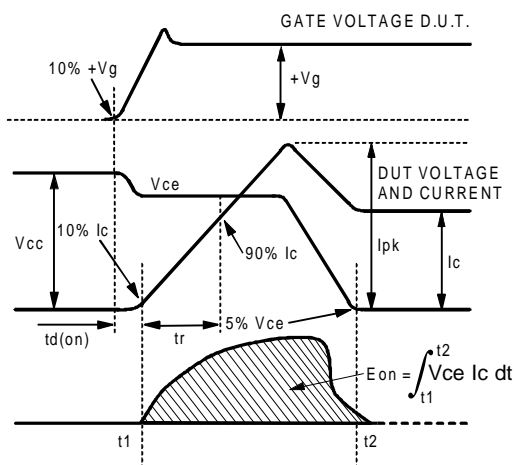 GATE VOLTAGE D.U.T.
10% +Vg
+Vg
Vce
DUT VOLTAGE
AND CURRENT
Vcc
10% Ic
90% Ic
Ipk
Ic
td(on)
tr
5% Vce
Eon = ∫ Vce Ic dt
t2
t1
t1
t2